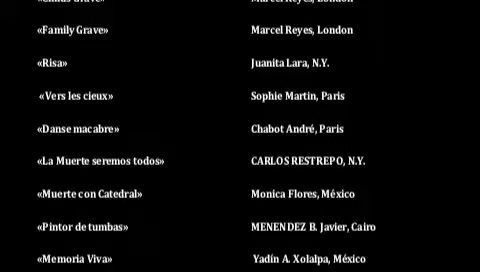 «Family Grave» Marcel Reyes, London
«Risa» Juanita Lara, N.Y.
«Vers les cieux» Sophie Martin, Paris
«Danse macabre» Chabot André, Paris
«La Muerte seremos todos» CARLOS RESTREPO, N.Y.
«Muerte con Catedral» Monica Flores, México
«Pintor de tumbas» MENENDEZ B. Javier, Cairo
«Memoria Viva» Yadín A. Xolalpa, México